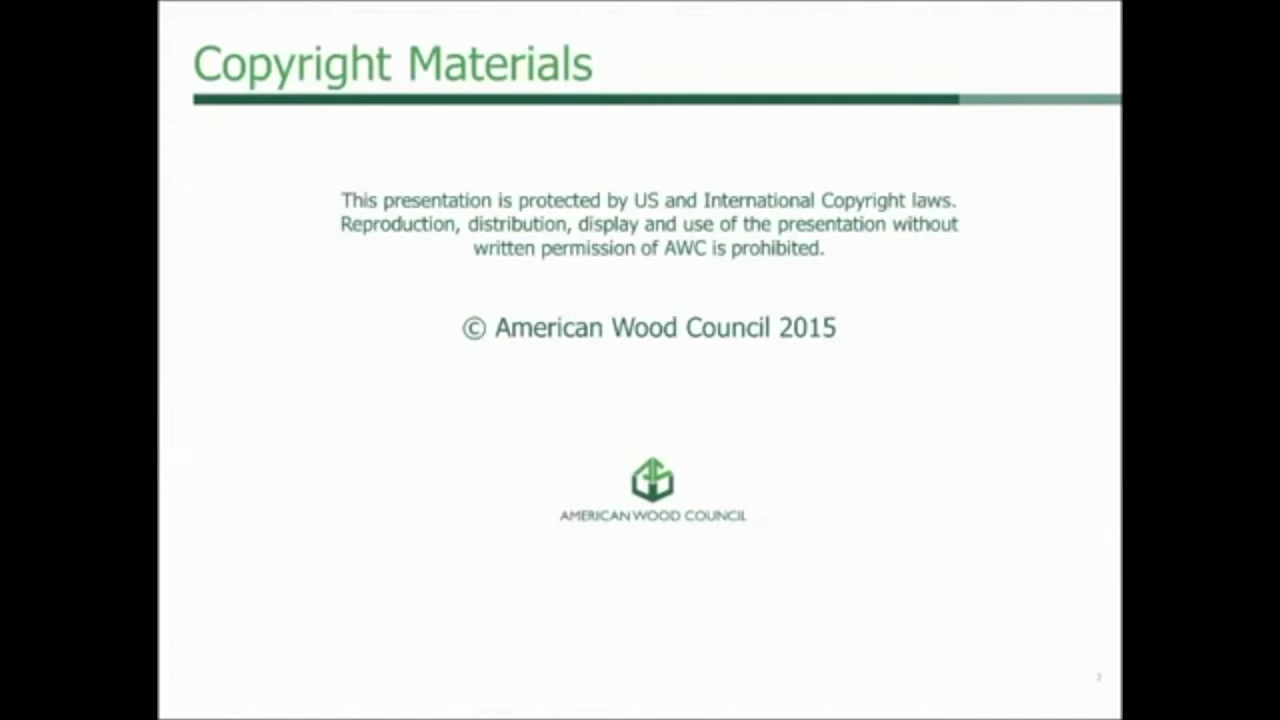 Copyright Materials
This presentation is protected by US and International Copyright laws.
Reproduction, distribution, display and use of the presentation without
written permission of AWC is prohibited.
© American Wood Council 2015
AMERICAN WOOD COUNCIL